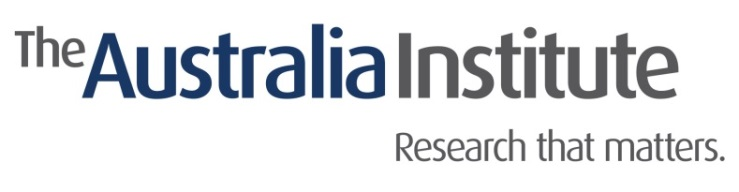 The Australia Institute
Research that matters.